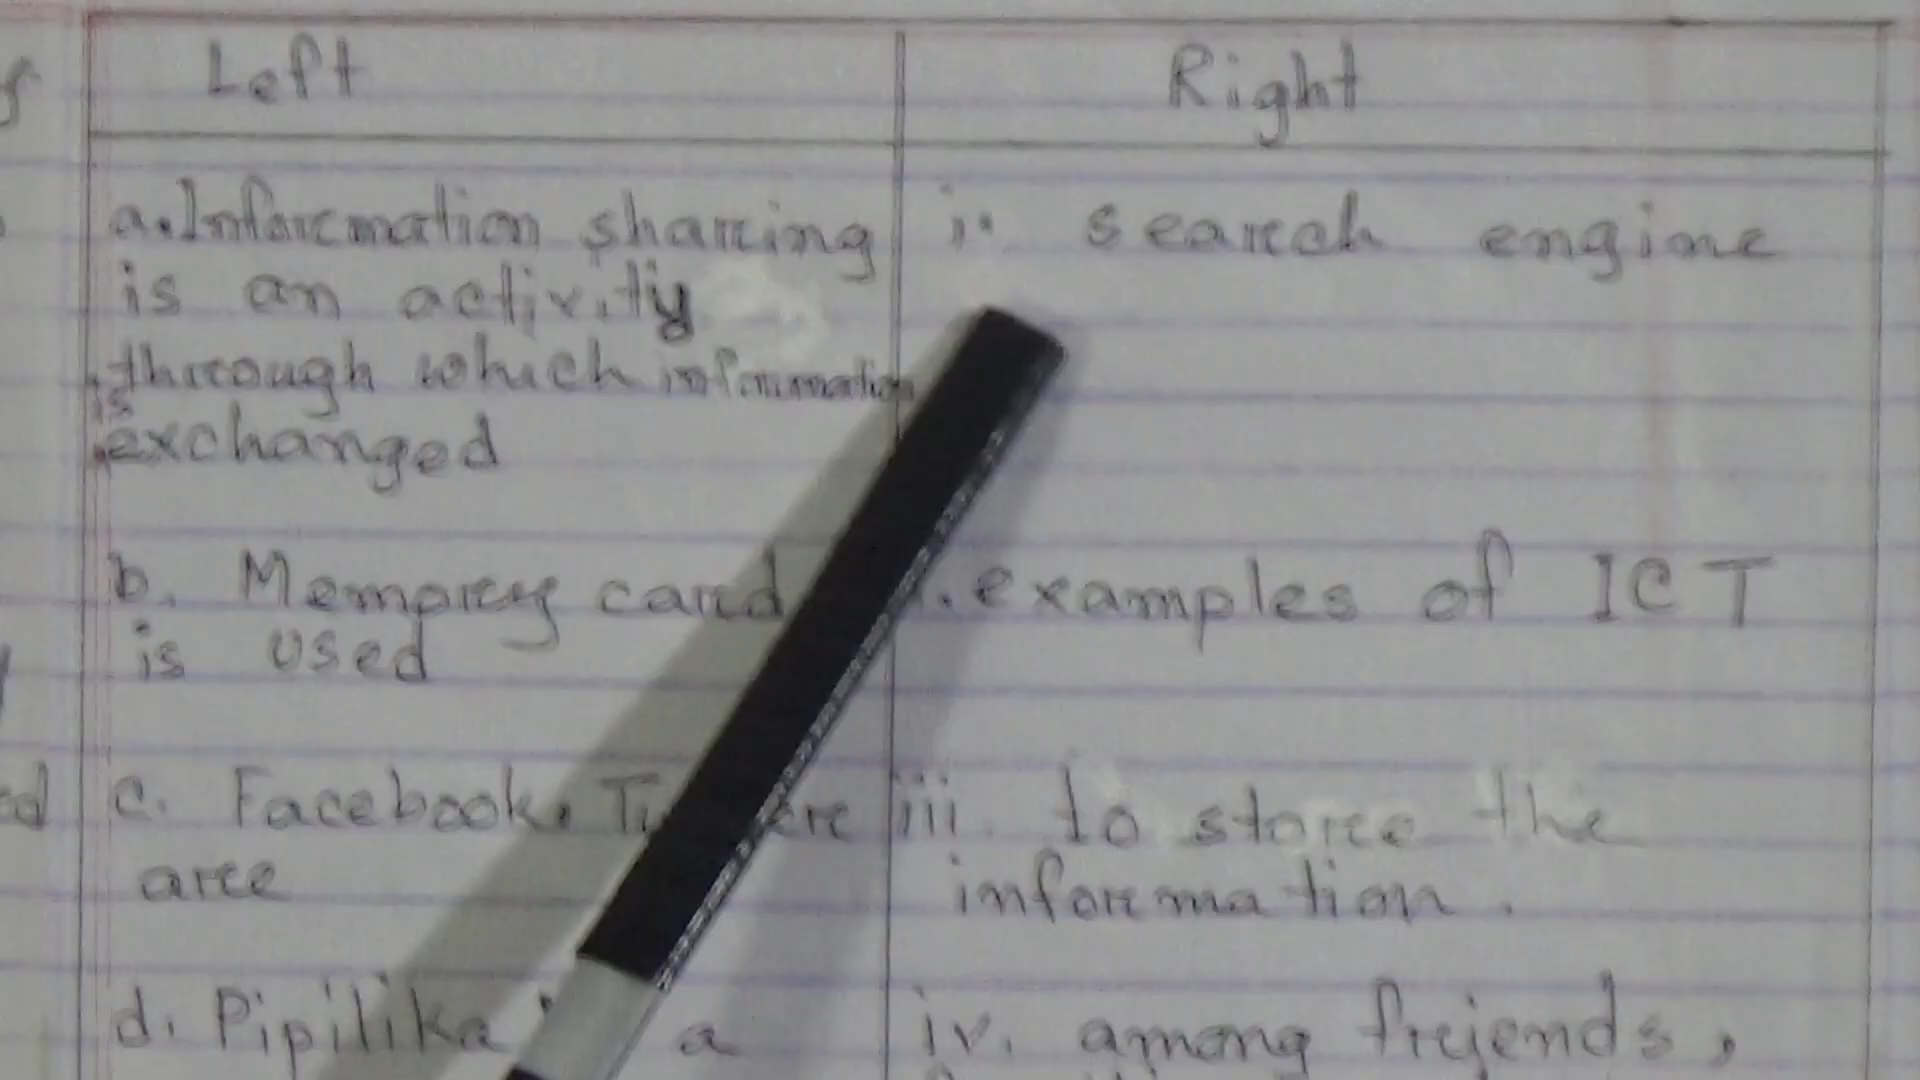 Left
Right
a. Information sharing
is an activity
through which information
is
exchanged
i. search engine
b. Memory card
is used
examples of ICT
c. Facebook,
are
iii. to store the
information.
d. Pipilika
a
iv. among friends,